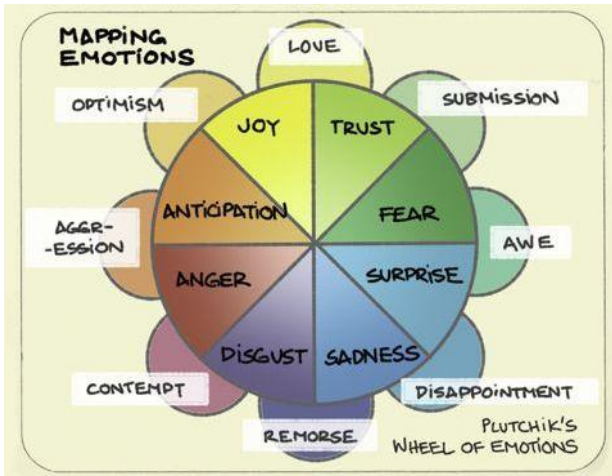 MAPPING
EMOTIONS
LOVE
OPTIMISM
SUBMISSION
JOY
TRUST
ANTICIPATION
FEAR
AGGR-
-ESSION
AWE
ANGER
SURPRISE
DISGUST
SADNESS
CONTEMPT
DISAPPOINTMENT
REMORSE
PLUTCHIK'S
WHEEL OF EMOTIONS